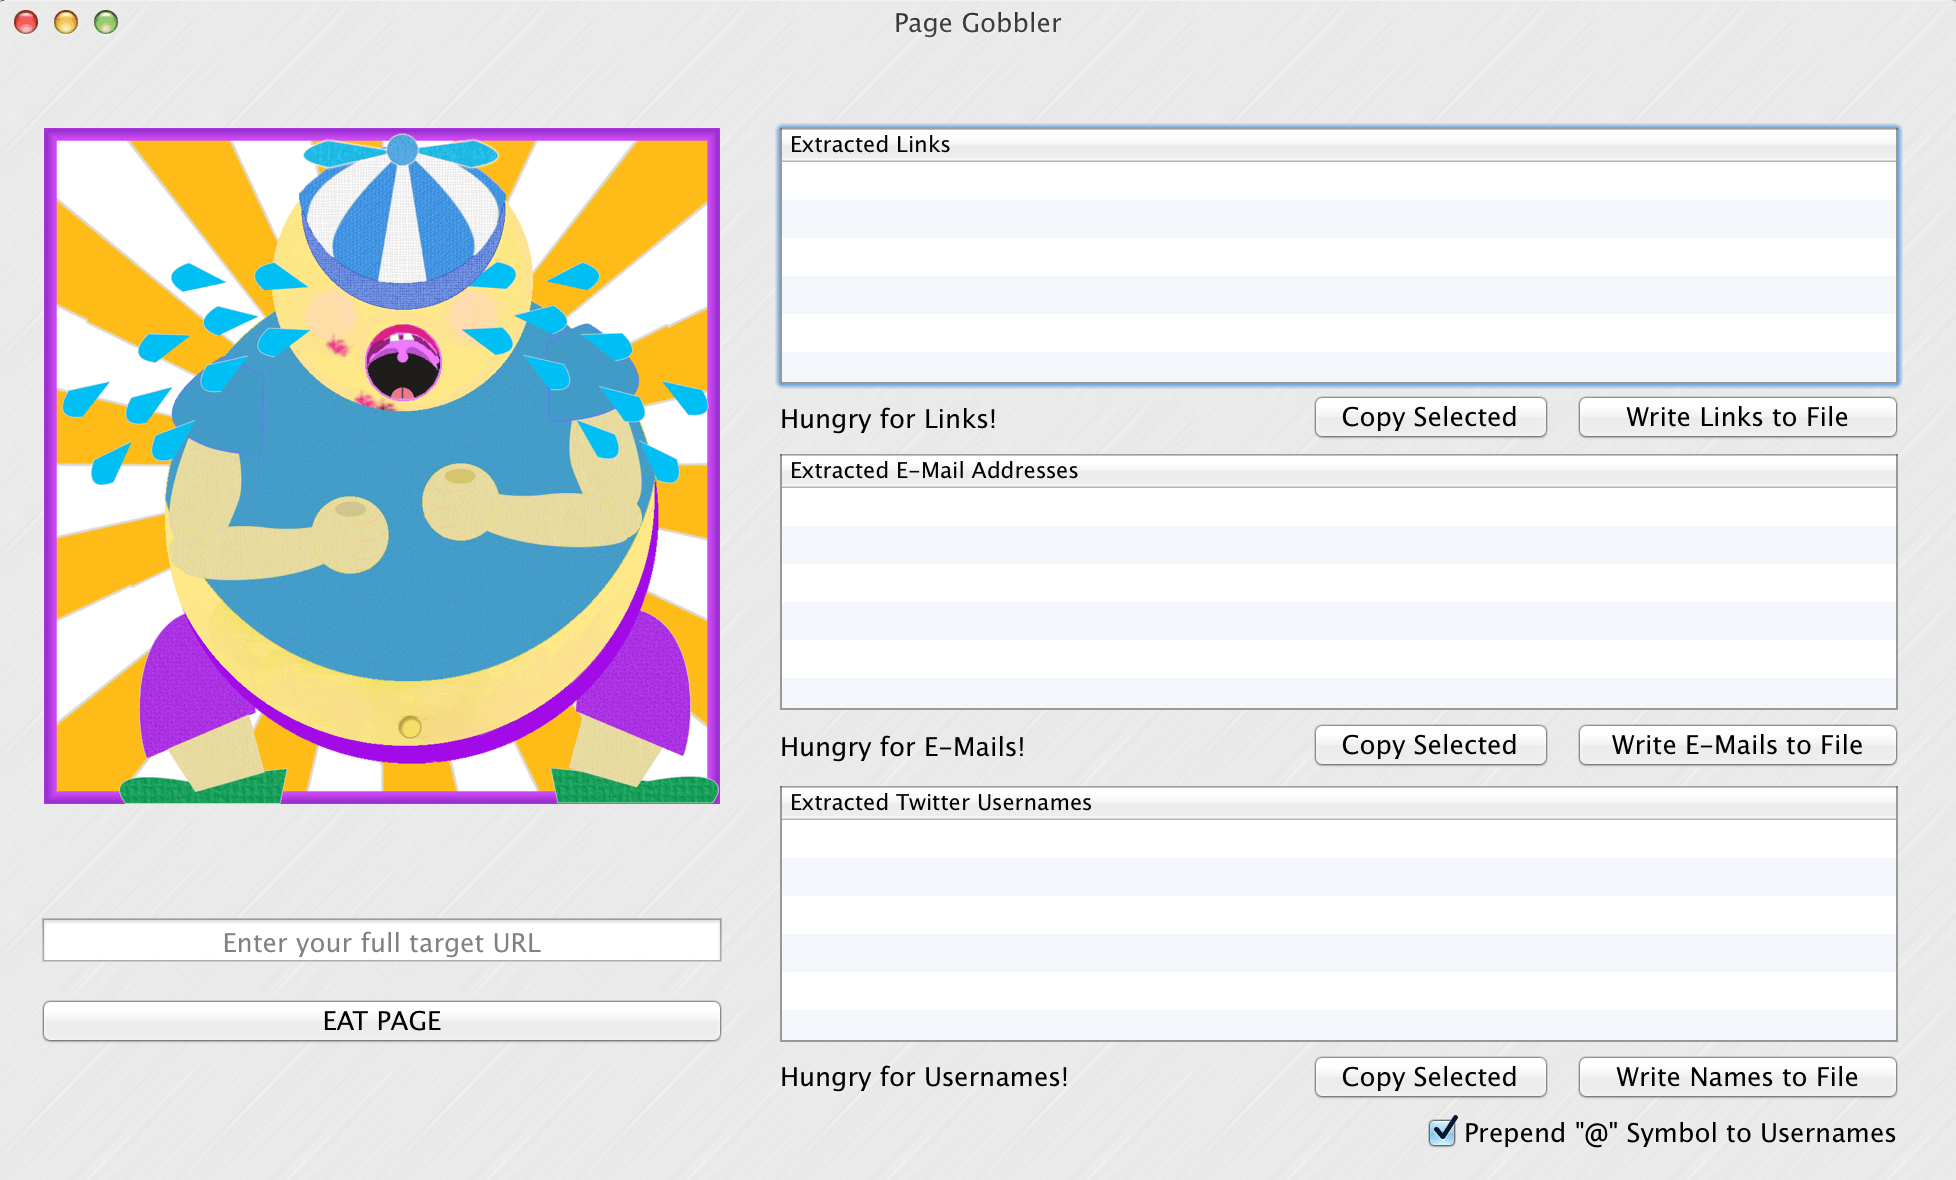 Page Gobbler
Extracted Links
Hungry for Links!
Copy Selected
Write Links to File
Extracted E-Mail Addresses
Hungry for E-Mails!
Copy Selected
Write E-Mails to File
Extracted Twitter Usernames
Hungry for Usernames!
Copy Selected
Write Names to File
Prepend "@" Symbol to Usernames
Enter your full target URL
EAT PAGE